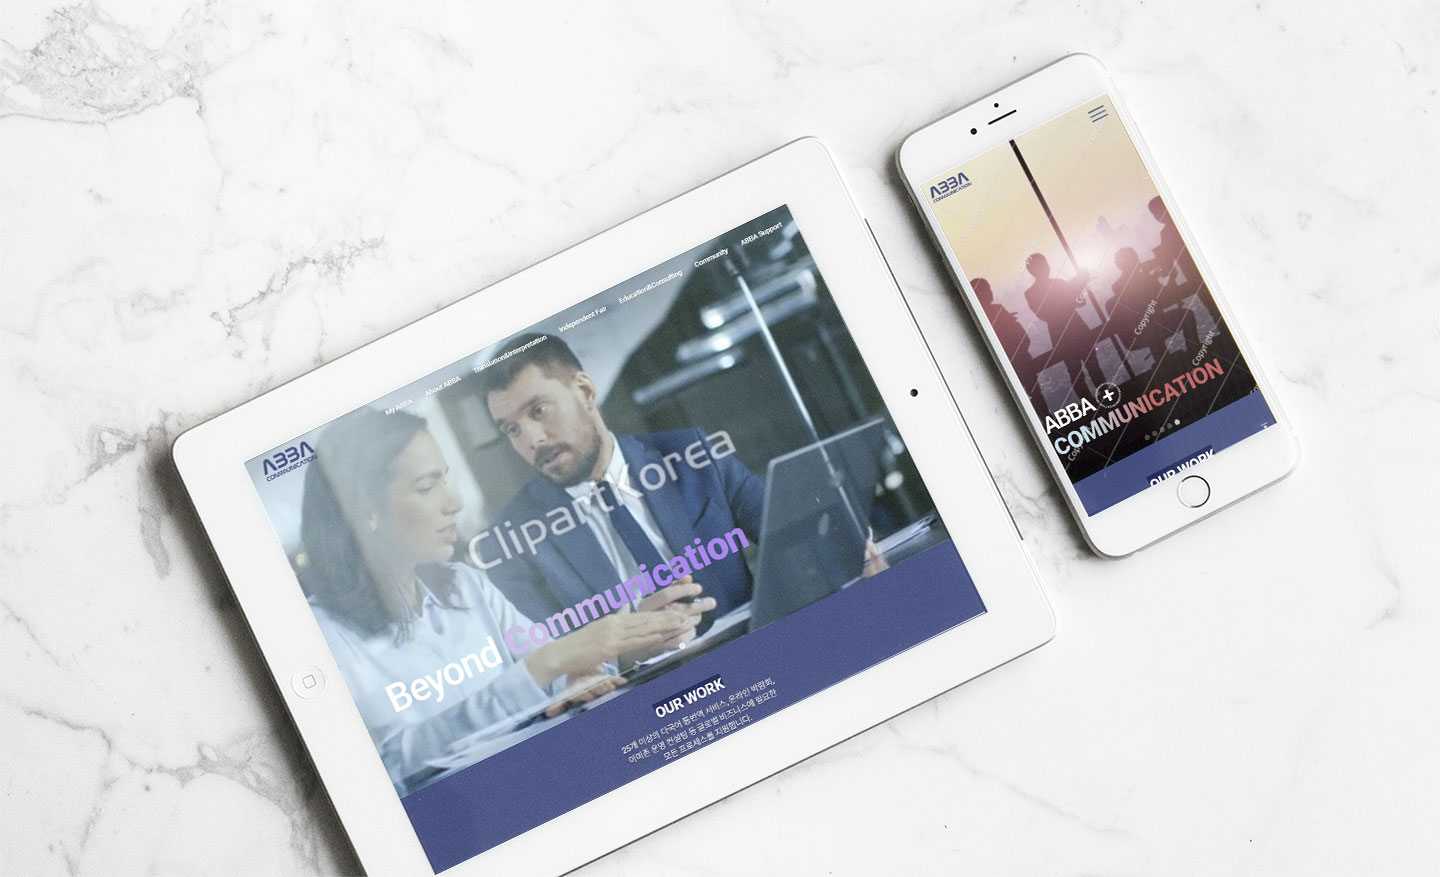 ABBA
COMMUNICATION
My ABBA
About ABBA
Translation&Interpretation
Independent Fair
Education&Consulting
Community
ABBA Support
ClipartKorea
Beyond Communication
OUR WORK
25개 이상의 다국어 통번역 서비스, 온라인 박람회,
아마존 운영 컨설팅 등 글로벌 비즈니스에 필요한
모든 프로세스를 지원합니다.
ABBA
COMMUNICATION
Copyright
Copyright
ABBA +
COMMUNICATION
OUR WORK